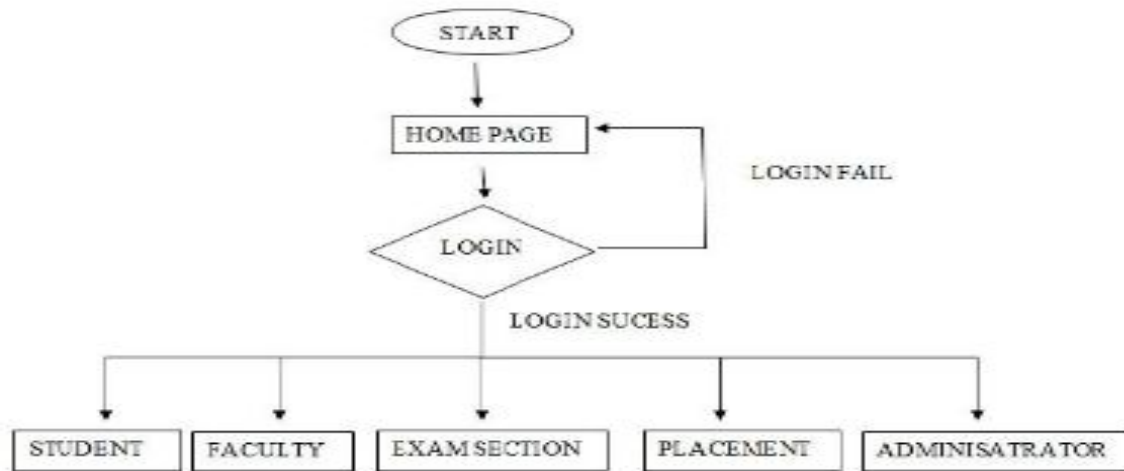 START
HOME PAGE
LOGIN FAIL
LOGIN
LOGIN SUCESS
STUDENT
FACULTY
EXAM SECTION
PLACEMENT
ADMINISATRATOR